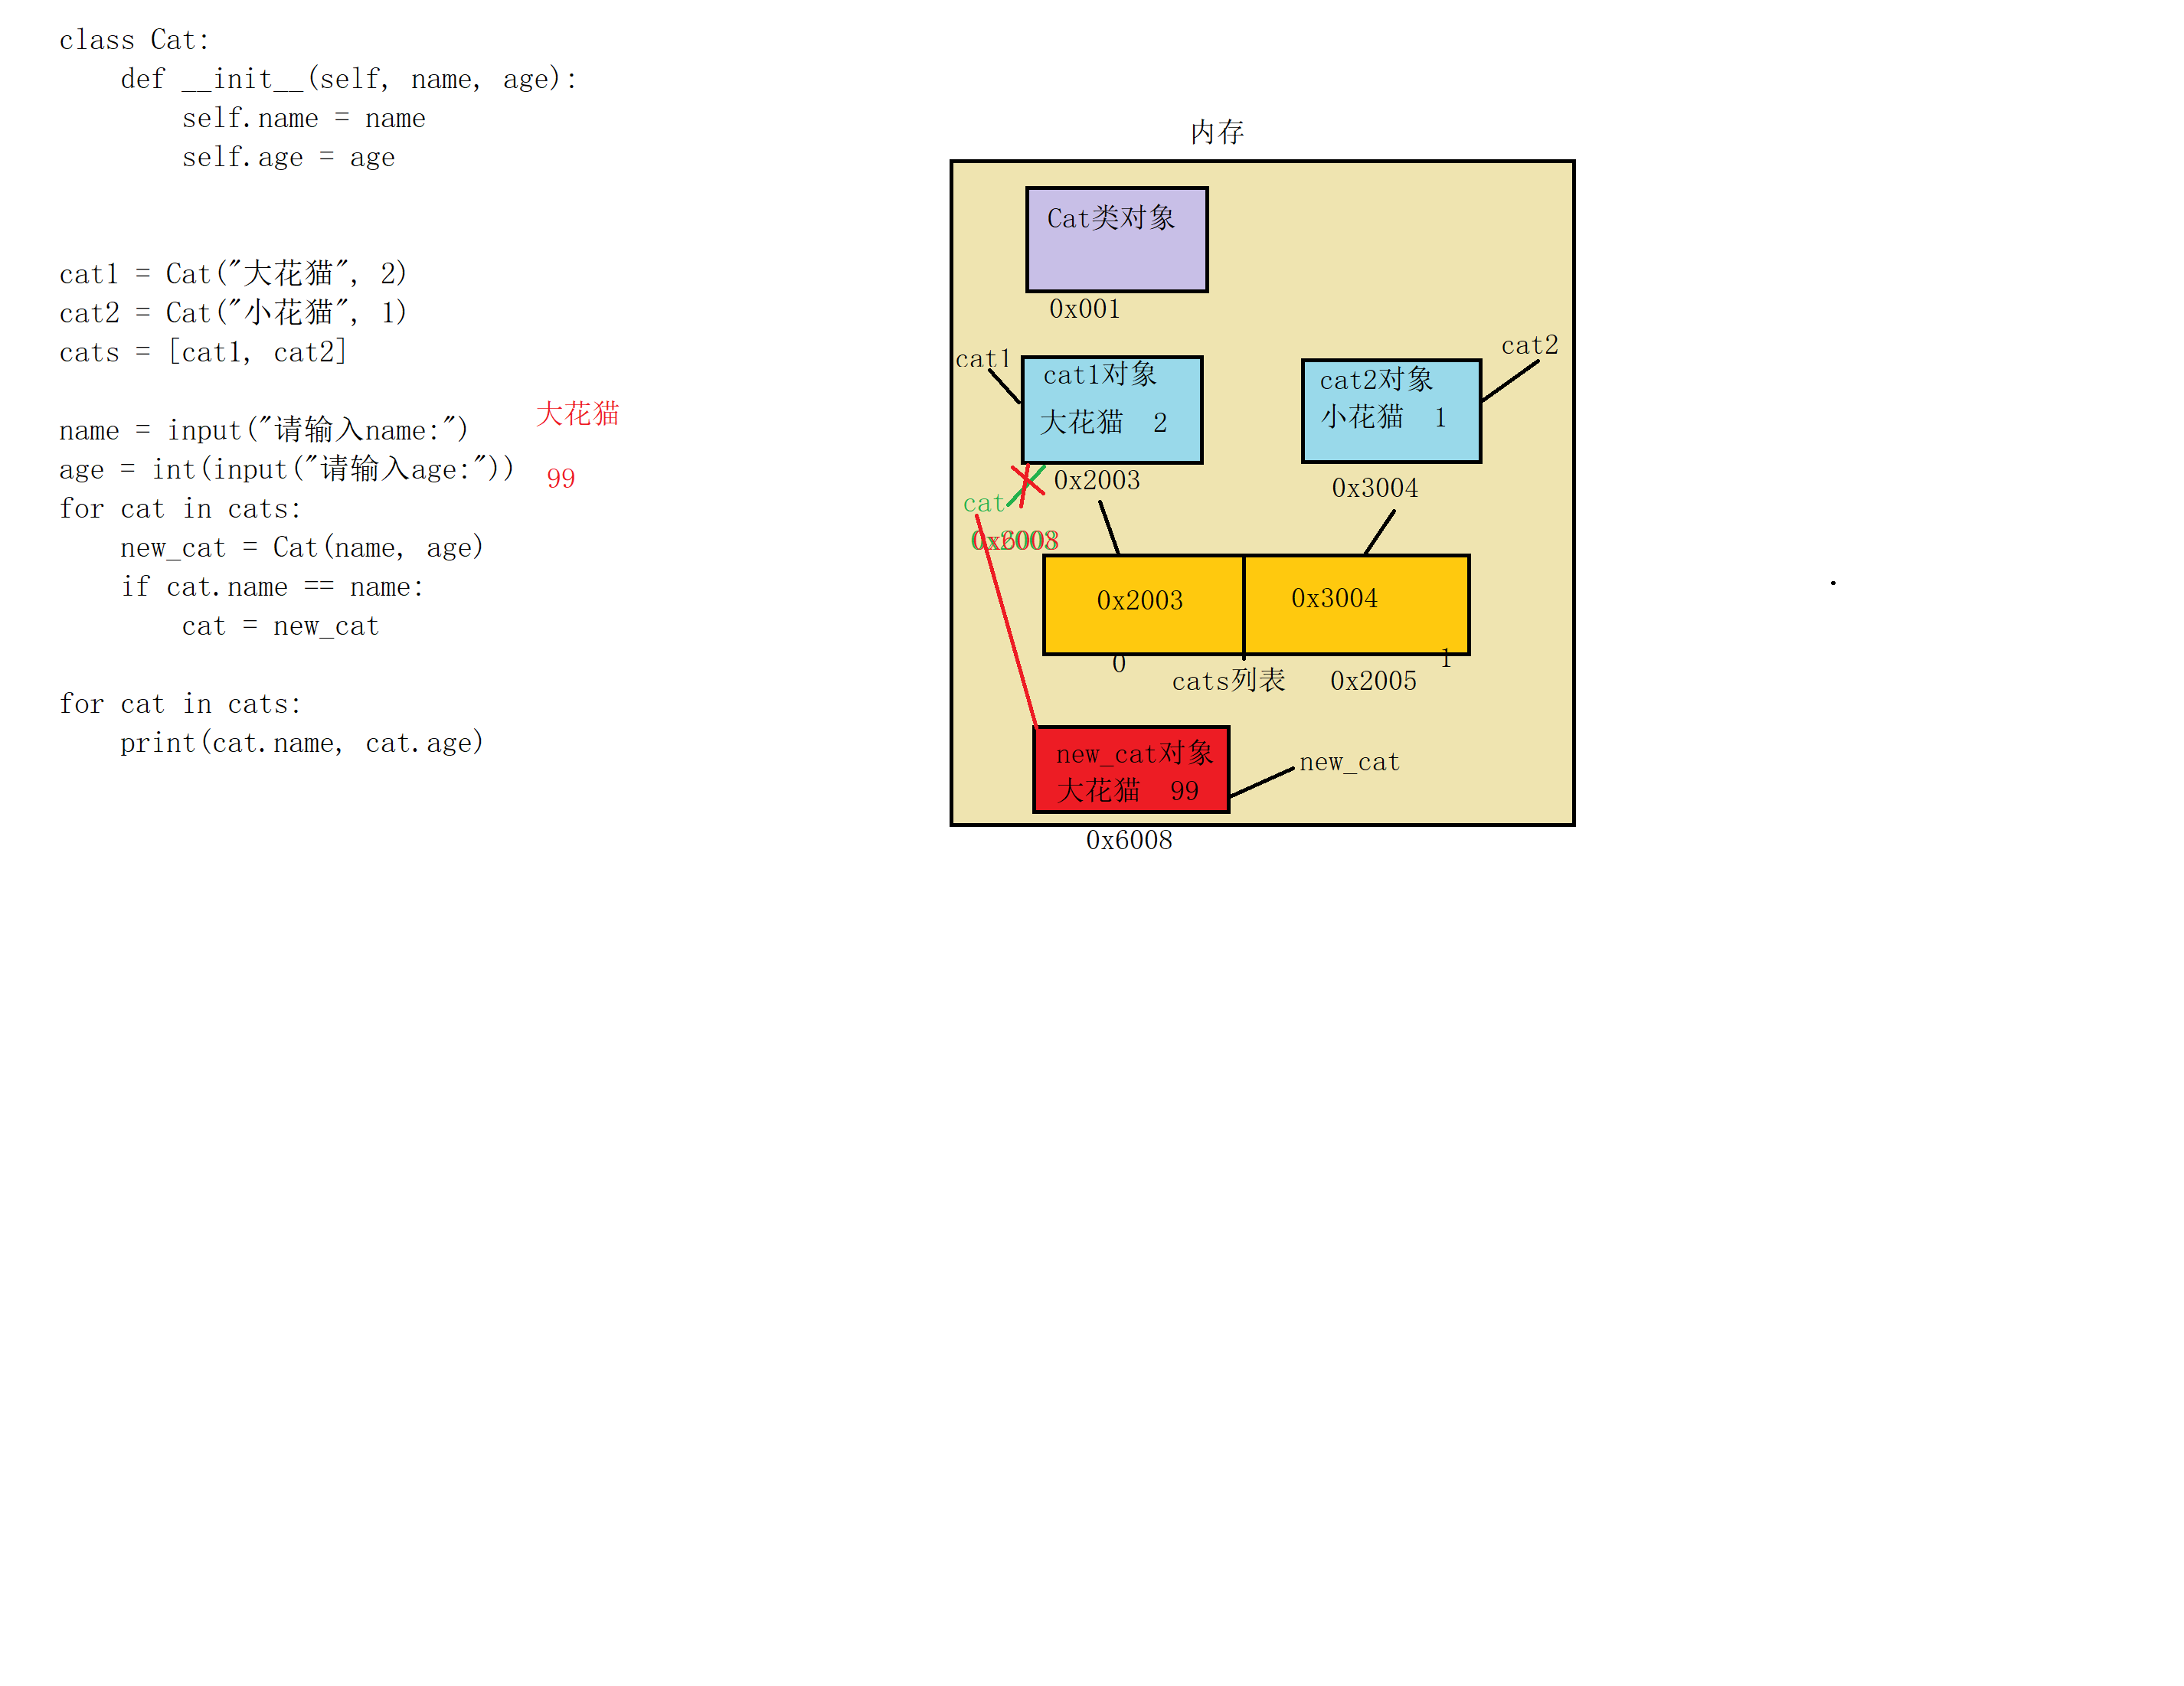 class Cat:
    def __init__(self, name, age):
        self.name = name
        self.age = age
cat1 = Cat("大花猫", 2)
cat2 = Cat("小花猫", 1)
cats = [cat1, cat2]
name = input("请输入name:")
大花猫
age = int(input("请输入age:"))
99
for cat in cats:
    new_cat = Cat(name, age)
    if cat.name == name:
        cat = new_cat
for cat in cats:
    print(cat.name, cat.age)
内存
Cat类对象
0x001
cat1
cat1对象
大花猫 2
0x2003
cat2
cat2对象
小花猫 1
0x3004
cat
0x6008
0x2003
0x3004
0
1
cats列表 0x2005
new_cat对象
大花猫 99
new_cat
0x6008